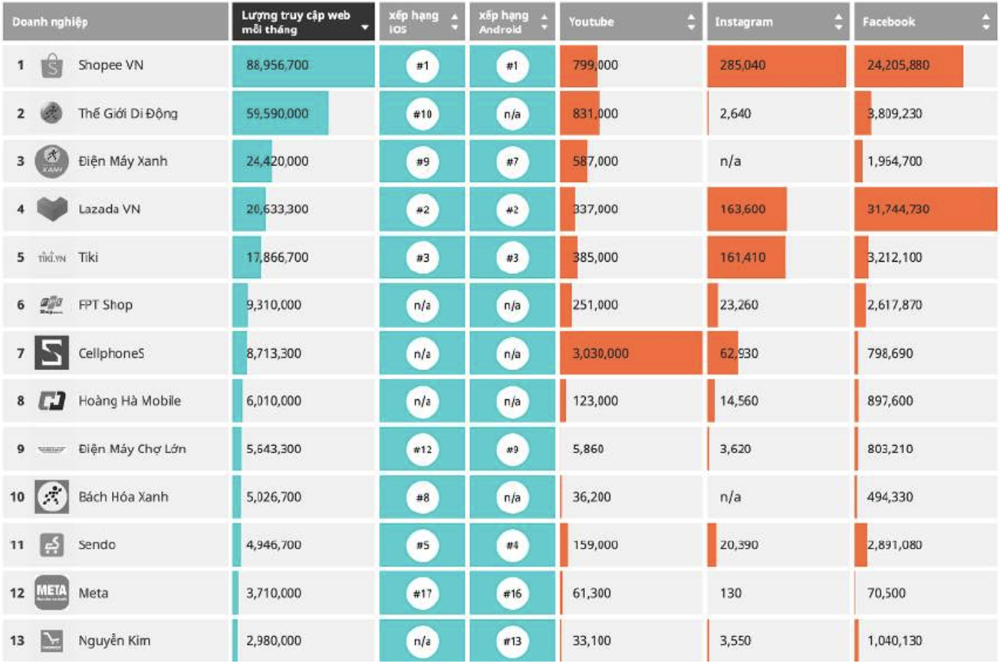 Doanh nghiệp Lượng truy cập web mỗi tháng xếp hạng iOS xếp hạng Android Youtube Instagram Facebook
1 Shopee VN 88,956,700 #1 #1 799,000 285,040 24,205,880
2 Thế Giới Di Động 59,590,000 #10 n/a 831,000 2,640 3,809,230
3 XANH Điện Máy Xanh 24,420,000 #9 #7 587,000 n/a 1,964,700
4 Lazada VN 20,633,300 #2 #2 337,000 163,600 31,744,730
5 TIKI.VN Tiki 17,866,700 #3 #3 385,000 161,410 3,212,100
6 FPT Shop 9,310,000 n/a n/a 251,000 23,260 2,617,870
7 CellphoneS 8,713,300 n/a n/a 3,030,000 62,930 798,690
8 Hoàng Hà Mobile 6,010,000 n/a n/a 123,000 14,560 897,600
9 Điện Máy Chợ Lớn 5,643,300 #12 #9 5,860 3,620 803,210
10 Bách Hóa Xanh 5,026,700 #8 n/a 36,200 n/a 494,330
11 Sendo 4,946,700 #5 #4 159,000 20,390 2,891,080
12 META Meta 3,710,000 #17 #16 61,300 130 70,500
13 Nguyễn Kim 2,980,000 n/a #13 33,100 3,550 1,040,130